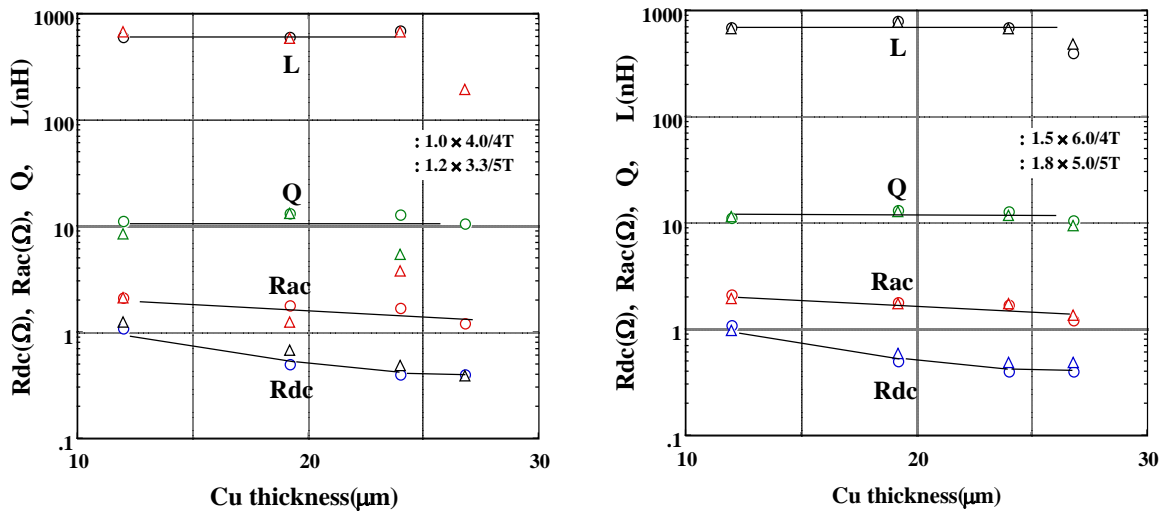 1000
100
10
1
.1
10
20
30
Cu thickness(μm)
Rdc(Ω), Rac(Ω), Q, L(nH)
L
: 1.0 × 4.0/4T
: 1.2 × 3.3/5T
Q
Rac
Rdc
1000
100
10
1
.1
10
20
30
Cu thickness(μm)
Rdc(Ω), Rac(Ω), Q, L(nH)
L
: 1.5 × 6.0/4T
: 1.8 × 5.0/5T
Q
Rac
Rdc